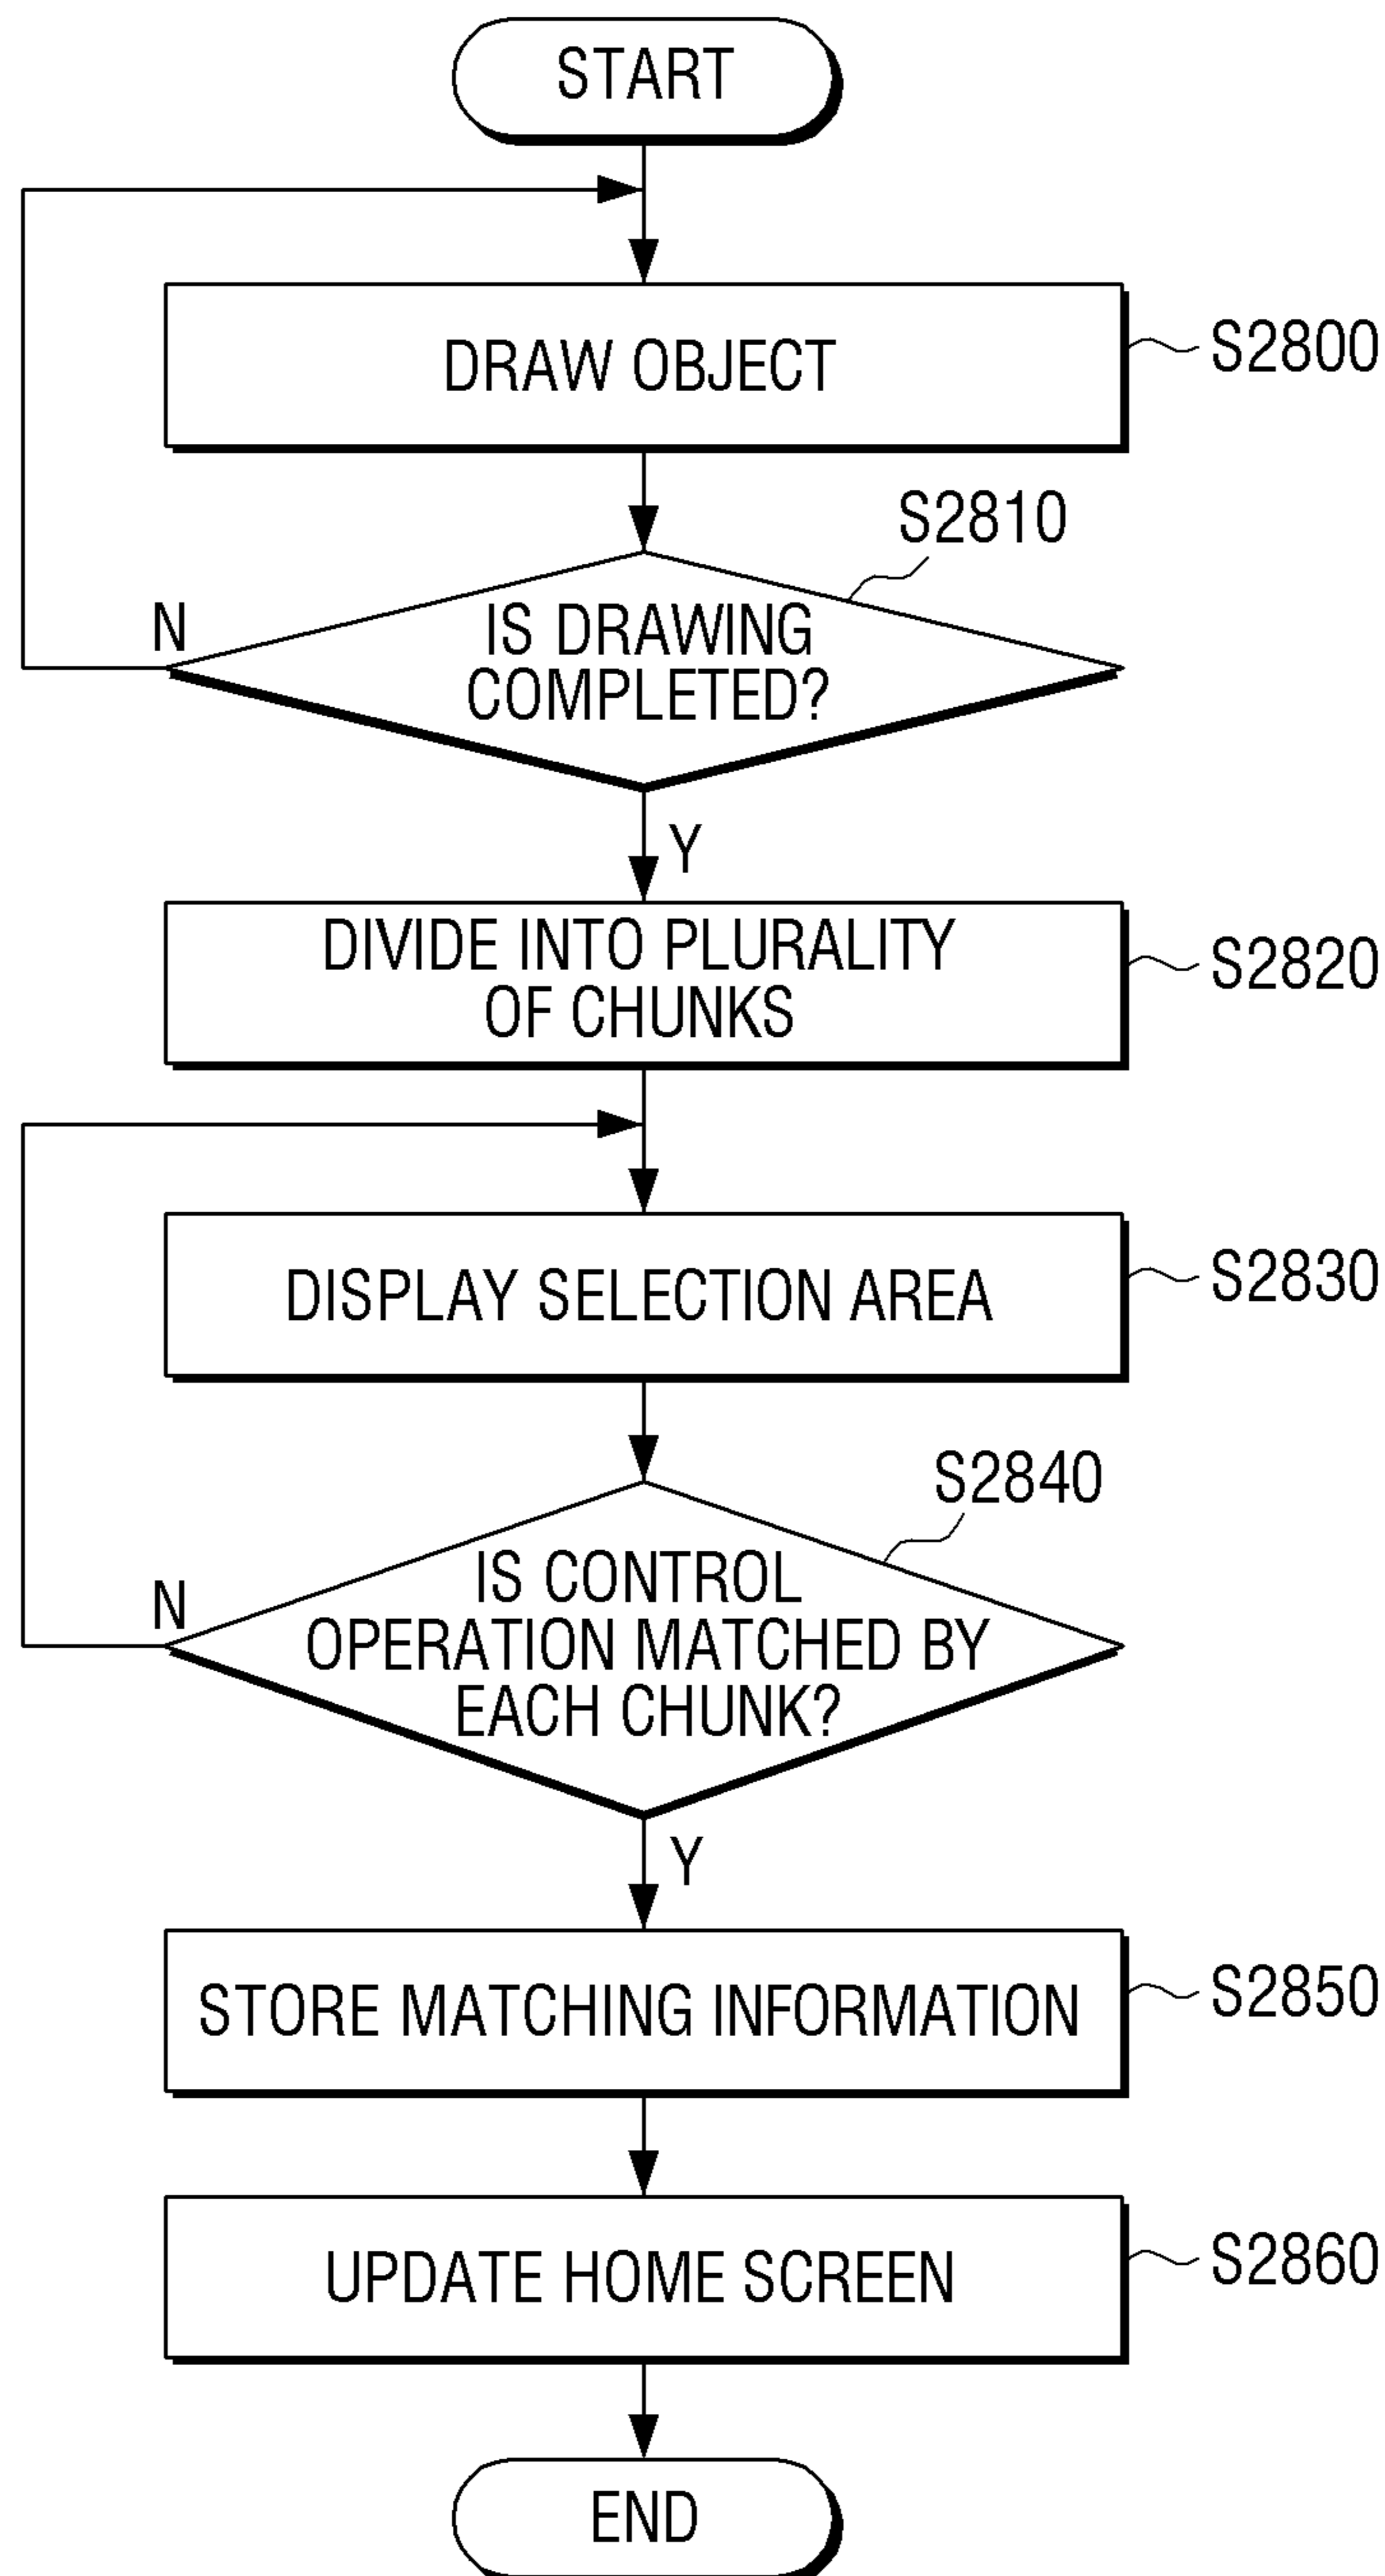 START
DRAW OBJECT
S2800
S2810
IS DRAWING
COMPLETED?
N
Y
DIVIDE INTO PLURALITY
OF CHUNKS
S2820
DISPLAY SELECTION AREA
S2830
S2840
IS CONTROL
OPERATION MATCHED BY
EACH CHUNK?
N
Y
STORE MATCHING INFORMATION
S2850
UPDATE HOME SCREEN
S2860
END